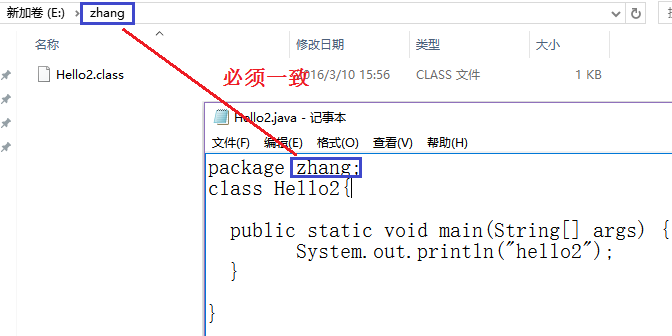 新加卷 (E:) > zhang
名称 修改日期 类型 大小
Hello2.class 2016/3/10 15:56 CLASS 文件 1 KB
必须一致
Hello2.java - 记事本
文件(F) 编辑(E) 格式(O) 查看(V) 帮助(H)
package zhang;
class Hello2{
public static void main(String[] args) {
System.out.println("hello2");
}
}